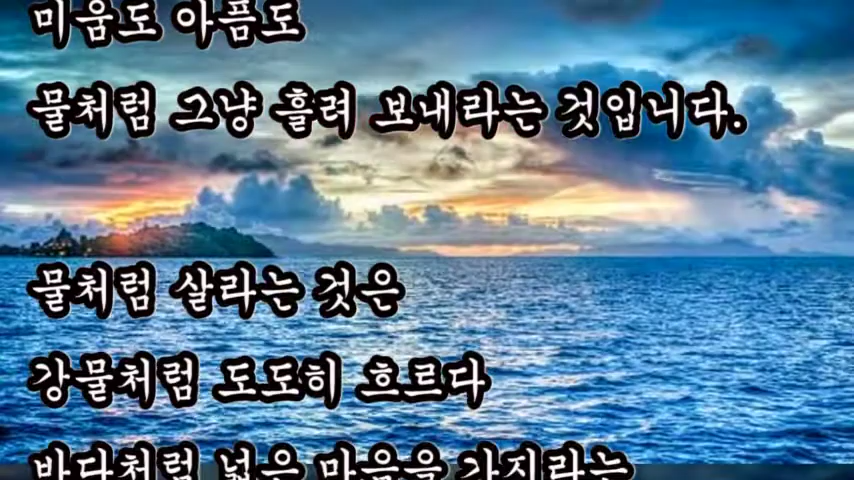 미움도 아픔도
물처럼 그냥 흘려 보내라는 것입니다.
물처럼 살라는 것은
강물처럼 도도히 흐르다
바다처럼 넓은 마음을 가지라는